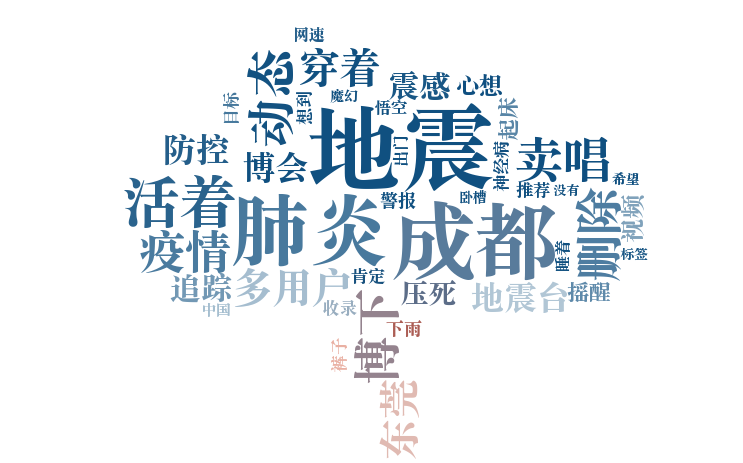 网速
动态
穿着
震感
心想
目标
想到
魔幻
悟空
起床
地震
防控
博会
出门
神经病
卖唱
推荐
没有
希望
活着
肺炎
警报
卧槽
成都
删除
视频
疫情
睡着
标签
追踪
多用户
肯定
压死
地震台
摇醒
中国
收录
下雨
博下
裤子
东莞